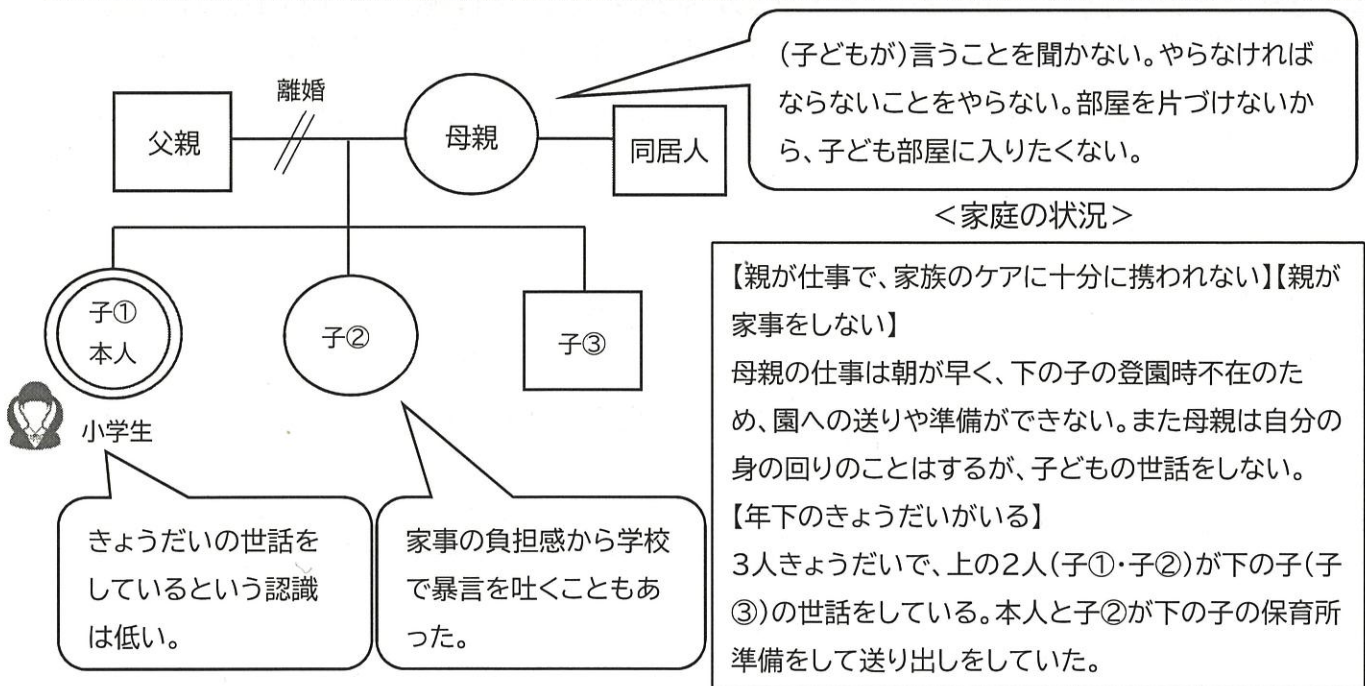 (子どもが)言うことを聞かない。やらなければ
ならないことをやらない。部屋を片づけないか
ら、子ども部屋に入りたくない。
離婚
父親
母親
同居人
<家庭の状況>
子①
本人
子②
子③
小学生
きょうだいの世話を
しているという認識
は低い。
家事の負担感から学校
で暴言を吐くこともあ
った。
【親が仕事で、家族のケアに十分に携われない】【親が
家事をしない】
母親の仕事は朝が早く、下の子の登園時不在のた
め、園への送りや準備ができない。また母親は自分の
身の回りのことはするが、子どもの世話をしない。
【年下のきょうだいがいる】
3人きょうだいで、上の2人(子①・子②)が下の子(子
③)の世話をしている。本人と子②が下の子の保育所
準備をして送り出しをしていた。